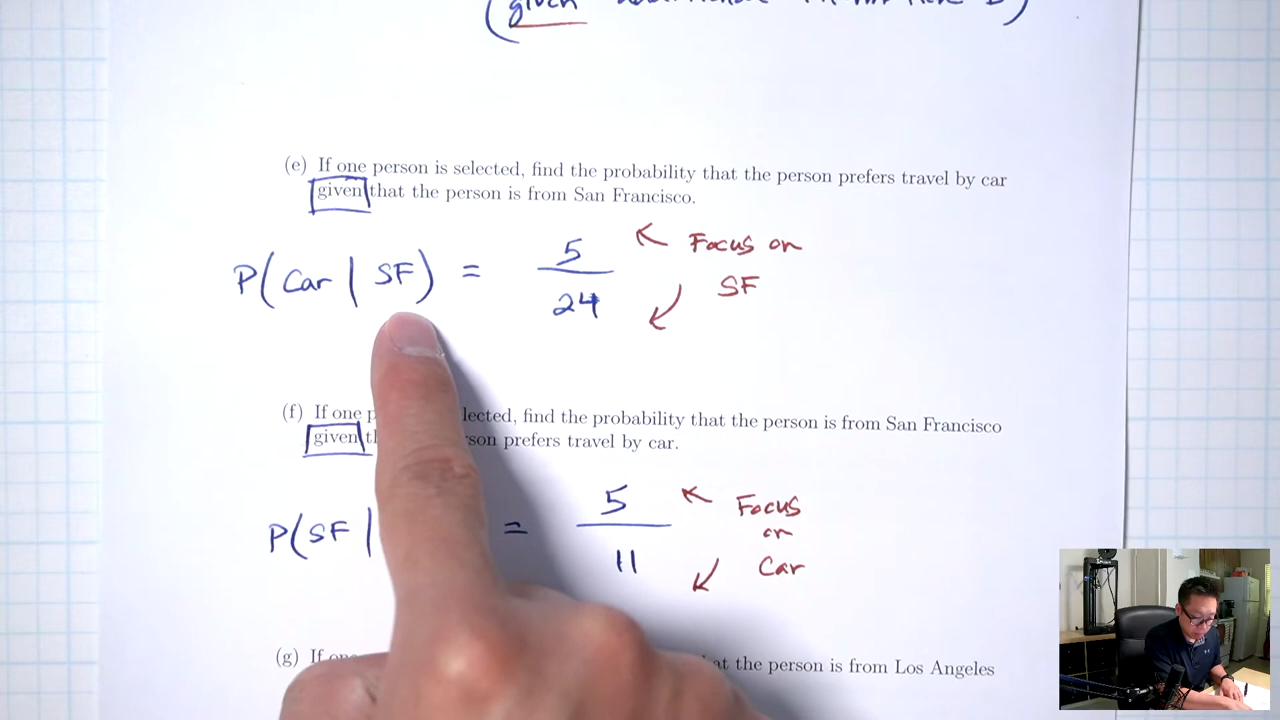 (given
(e) If one person is selected, find the probability that the person prefers travel by car
given that the person is from San Francisco.
P(Car | SF) = 5/24
Focus on
SF
(f) If one p lected, find the probability that the person is from San Francisco
given t son prefers travel by car.
P(SF | = 5/11
Focus
on
Car
(g) If one at the person is from Los Angeles